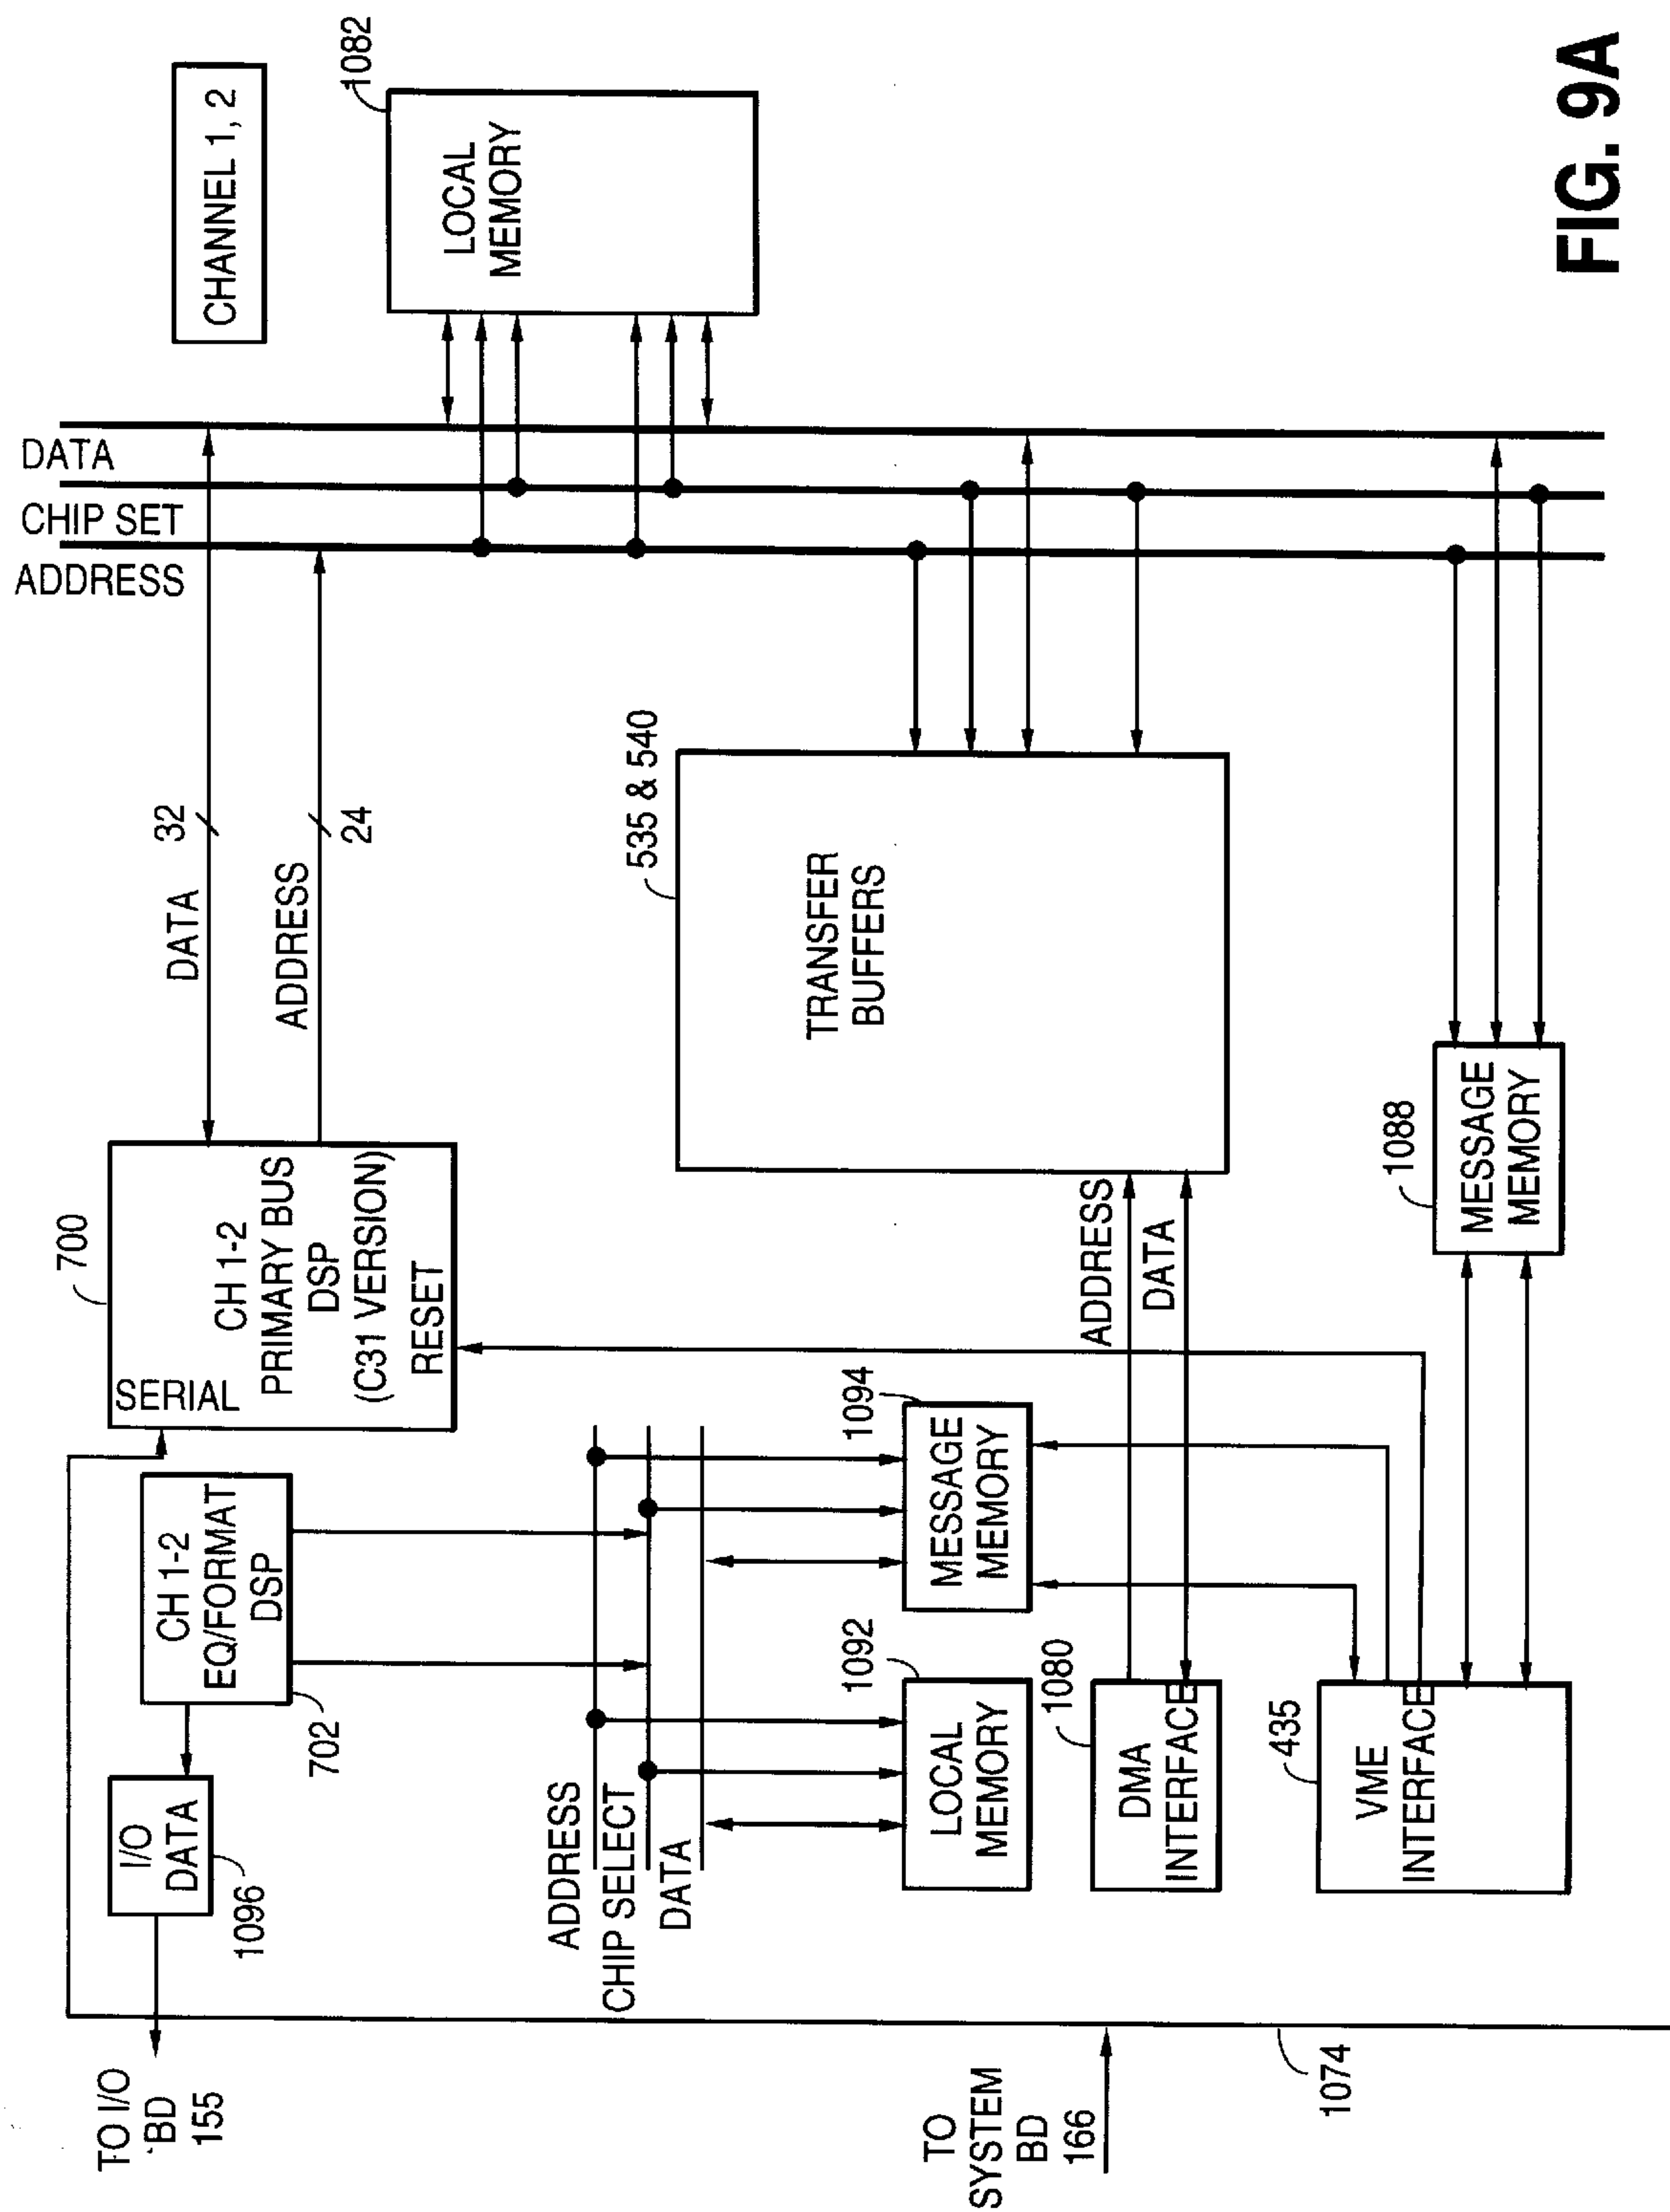 TO I/O
BD
155
I/O
DATA
1096
CH 1-2
EQ/FORMAT
DSP
702
SERIAL
CH 1-2
PRIMARY BUS
DSP
(C31 VERSION)
RESET
700
DATA
32
ADDRESS
24
DATA
CHIP SET
ADDRESS
CHANNEL 1, 2
LOCAL
MEMORY
1082
ADDRESS
CHIP SELECT
DATA
LOCAL
MEMORY
1092
MESSAGE
MEMORY
1094
TRANSFER
BUFFERS
535 & 540
ADDRESS
DATA
TO
SYSTEM
BD
166
1074
DMA
INTERFACE
1080
VME
INTERFACE
435
MESSAGE
MEMORY
1088
FIG. 9A